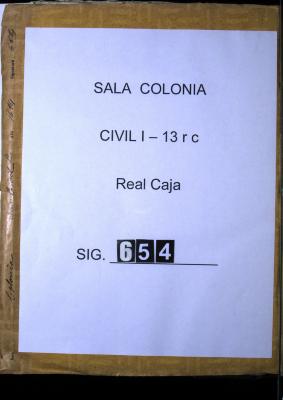 SALA COLONIA
CIVIL I – 13 r c
Real Caja
SIG. 654